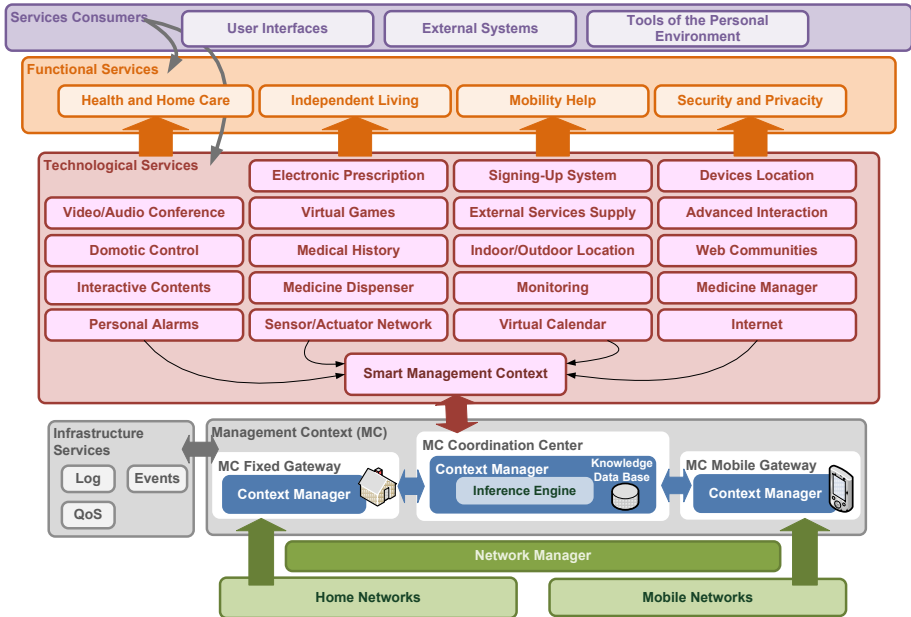 Services Consumers
User Interfaces
External Systems
Tools of the Personal
Environment
Functional Services
Health and Home Care
Independent Living
Mobility Help
Security and Privacity
Technological Services
Electronic Prescription
Signing-Up System
Devices Location
Video/Audio Conference
Virtual Games
External Services Supply
Advanced Interaction
Domotic Control
Medical History
Indoor/Outdoor Location
Web Communities
Interactive Contents
Medicine Dispenser
Monitoring
Medicine Manager
Personal Alarms
Sensor/Actuator Network
Virtual Calendar
Internet
Smart Management Context
Infrastructure
Services
Log
Events
QoS
Management Context (MC)
MC Fixed Gateway
Context Manager
MC Coordination Center
Context Manager
Knowledge
Data Base
Inference Engine
MC Mobile Gateway
Context Manager
Network Manager
Home Networks
Mobile Networks